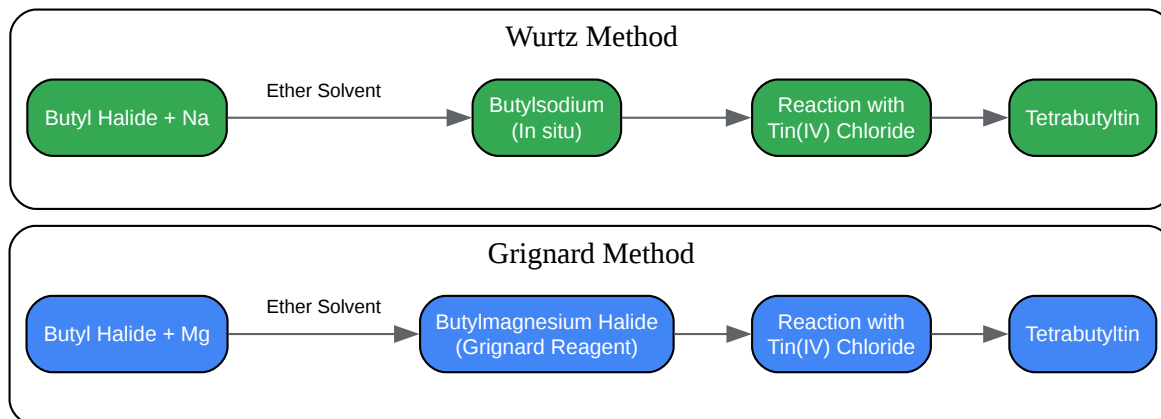 Wurtz Method
Butyl Halide + Na
Ether Solvent
Butylsodium
(In situ)
Reaction with
Tin(IV) Chloride
Tetrabutyltin
Grignard Method
Butyl Halide + Mg
Ether Solvent
Butylmagnesium Halide
(Grignard Reagent)
Reaction with
Tin(IV) Chloride
Tetrabutyltin